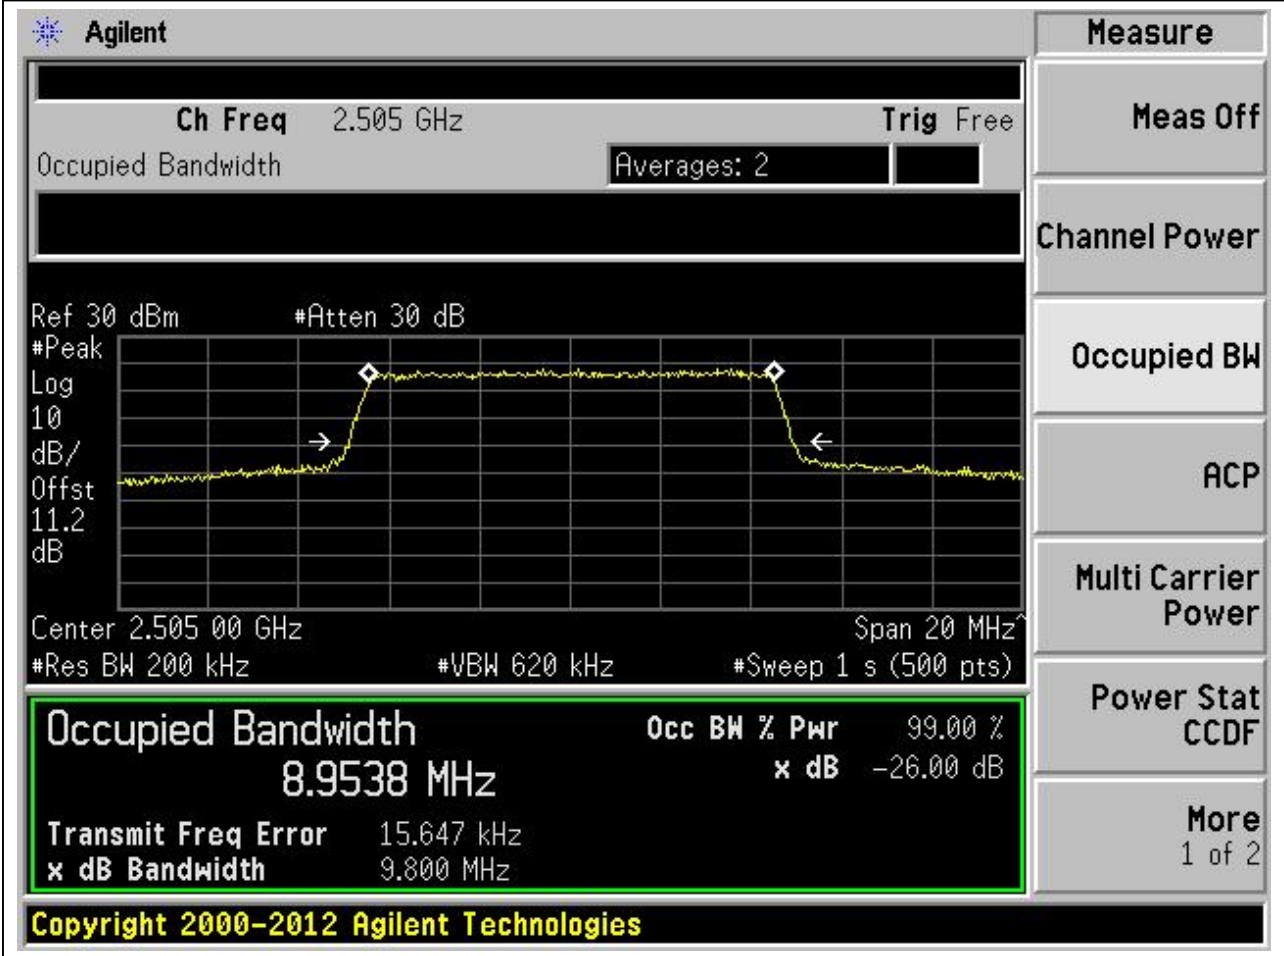 Agilent
Measure
Ch Freq 2.505 GHz Trig Free
Occupied Bandwidth Averages: 2
Meas Off
Channel Power
Occupied BW
ACP
Multi Carrier
Power
Power Stat
CCDF
More
1 of 2
Ref 30 dBm #Atten 30 dB
#Peak
Log
10
dB/
Offst
11.2
dB
Center 2.505 00 GHz Span 20 MHz^
#Res BW 200 kHz #VBW 620 kHz #Sweep 1 s (500 pts)
Occupied Bandwidth Occ BW % Pwr 99.00 %
8.9538 MHz x dB -26.00 dB
Transmit Freq Error 15.647 kHz
x dB Bandwidth 9.800 MHz
Copyright 2000-2012 Agilent Technologies